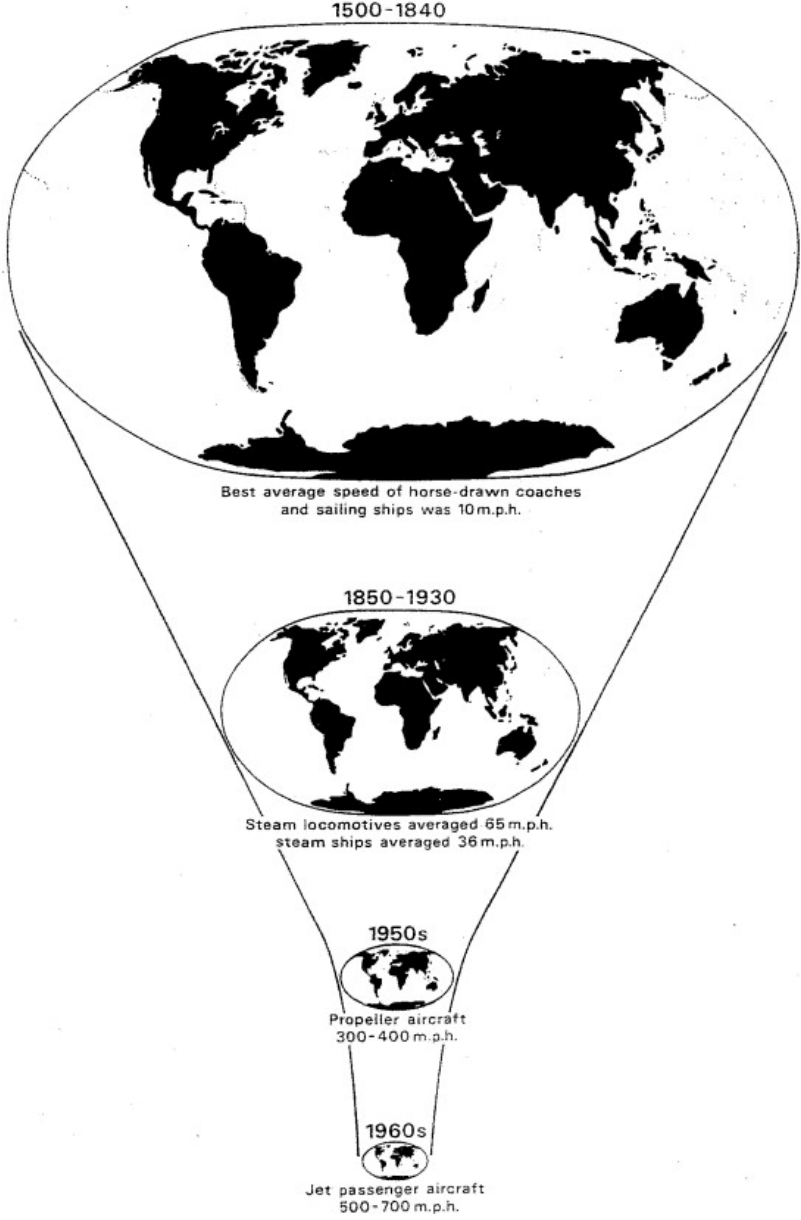 1500-1840
Best average speed of horse-drawn coaches
and sailing ships was 10 m.p.h.
1850-1930
Steam locomotives averaged 65 m.p.h.
steam ships averaged 36 m.p.h.
1950s
Propeller aircraft
300-400 m.p.h.
1960s
Jet passenger aircraft
500-700 m.p.h.